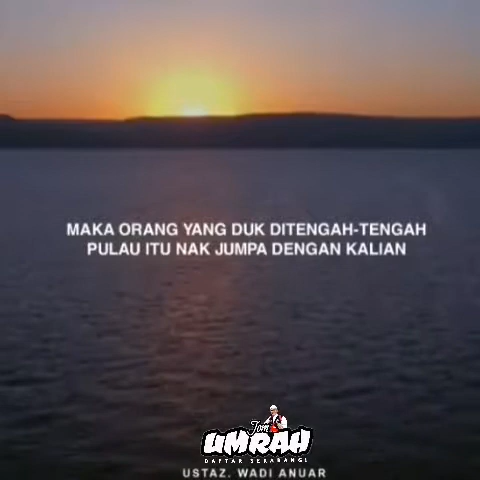 MAKA ORANG YANG DUK DITENGAH-TENGAH
PULAU ITU NAK JUMPA DENGAN KALIAN
Jom
UMRAH
DAFTAR SEKARANG!
USTAZ. WADI ANUAR